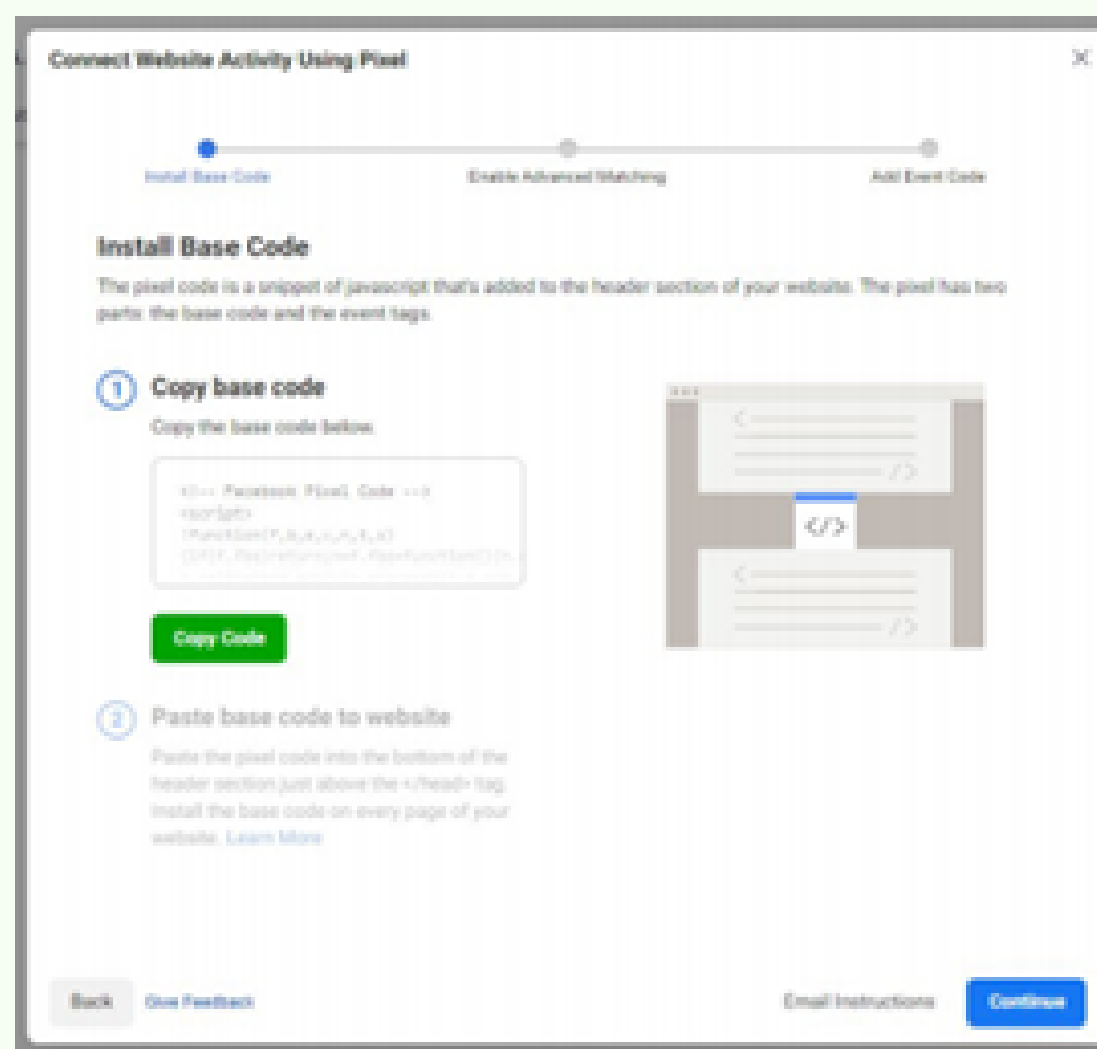 Connect Website Activity Using Pixel
Install Base Code
Enable Advanced Matching
Add Event Code
Install Base Code
The pixel code is a snippet of javascript that's added to the header section of your website. The pixel has two
parts: the base code and the event tags.
1 Copy base code
Copy the base code below.
<!-- Facebook Pixel Code -->
<script>
!function(f,b,e,v,n,t,s)
</>
Copy Code
2 Paste base code to website
Paste the pixel code into the bottom of the
header section just above the </head> tag.
Install the base code on every page of your
website. Learn More
Back
Give Feedback
Email Instructions
Continue